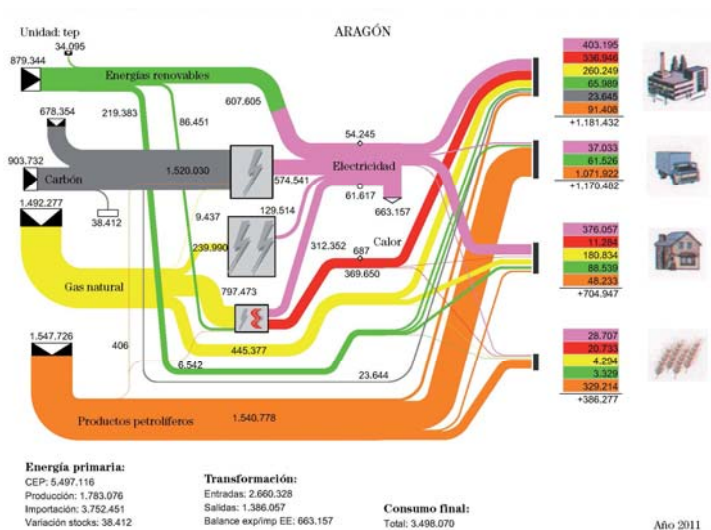 Unidad: tep
ARAGÓN
34.095
879.344
Energías renovables
607.605
219.383
86.451
678.354
903.732
Carbón
1.520.030
574.541
54.245
Electricidad
61.617
663.157
38.412
9.437
129.514
1.492.277
239.990
312.352
687
Calor
369.650
Gas natural
797.473
1.547.726
406
6.542
445.377
23.644
Productos petrolíferos
1.540.778
403.195
336.946
260.249
65.989
23.645
91.408
+1.181.432
37.033
61.526
1.071.922
+1.170.482
376.057
11.284
180.834
88.539
48.233
+704.947
28.707
20.733
4.294
3.329
329.214
+386.277
Energía primaria:
CEP: 5.497.116
Producción: 1.783.076
Importación: 3.752.451
Variación stocks: 38.412
Transformación:
Entradas: 2.660.328
Salidas: 1.386.057
Balance exp/imp EE: 663.157
Consumo final:
Total: 3.498.070
Año 2011